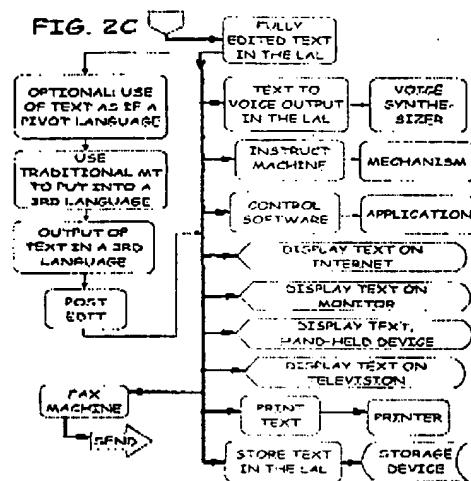 FIG. 2C
FULLY
EDITED TEXT
IN THE LAL
OPTIONAL: USE
OF TEXT AS IF A
PIVOT LANGUAGE
USE
TRADITIONAL MT
TO PUT INTO A
3RD LANGUAGE
OUTPUT OF
TEXT IN A 3RD
LANGUAGE
POST
EDIT
TEXT TO
VOICE OUTPUT
IN THE LAL
VOICE
SYNTHE-
SIZER
INSTRUCT
MACHINE
MECHANISM
CONTROL
SOFTWARE
APPLICATION
DISPLAY TEXT ON
INTERNET
DISPLAY TEXT ON
MONITOR
DISPLAY TEXT,
HAND-HELD DEVICE
DISPLAY TEXT ON
TELEVISION
FAX
MACHINE
SEND
PRINT
TEXT
PRINTER
STORE TEXT
IN THE LAL
STORAGE
DEVICE